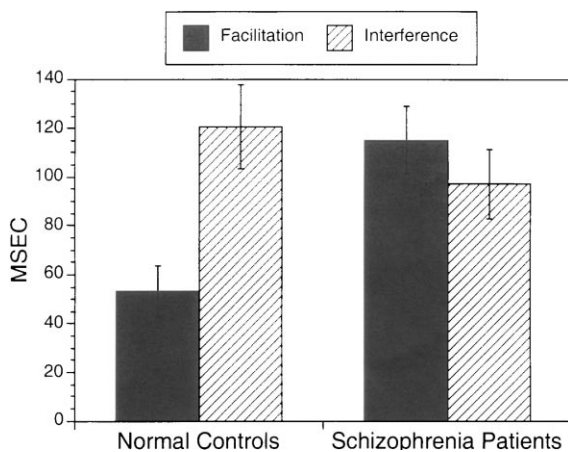 Facilitation Interference
140
120
100
80
60
40
20
0
MSEC
Normal Controls Schizophrenia Patients